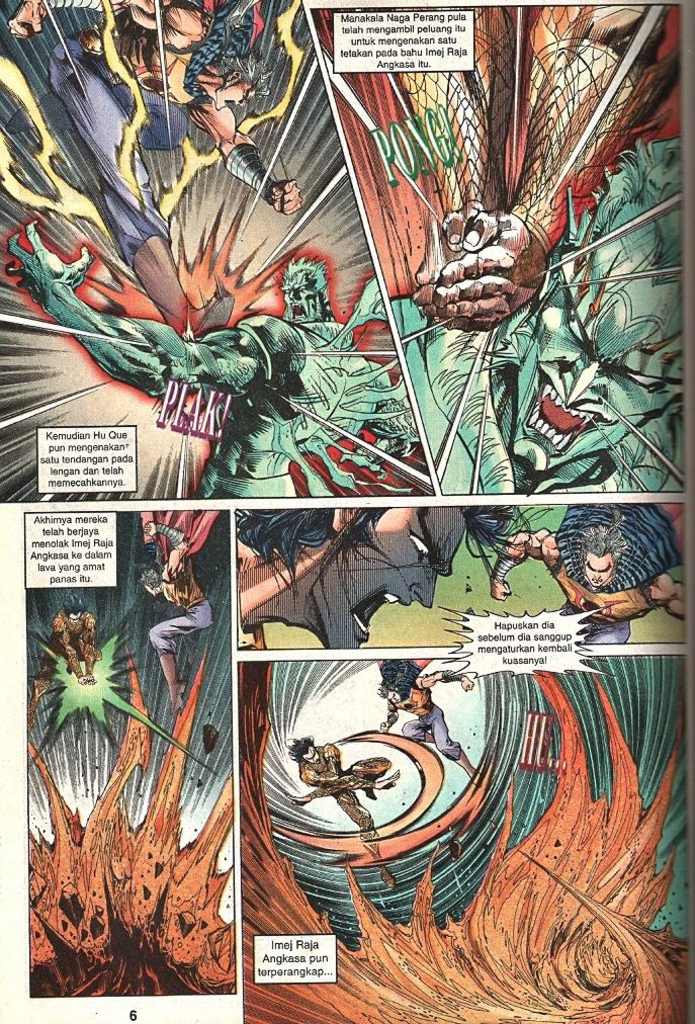 Kemudian Hu Que
pun mengenakan
satu tendangan pada
lengan dan telah
memecahkannya.
PLAK!
Manakala Naga Perang pula
telah mengambil peluang itu
untuk mengenakan satu
tetakan pada bahu Imej Raja
Angkasa itu.
PONG!
Akhirnya mereka
telah berjaya
menolak Imej Raja
Angkasa ke dalam
lava yang amat
panas itu.
Hapuskan dia
sebelum dia sanggup
mengaturkan kembali
kuasanya!
HE...
Imej Raja
Angkasa pun
terperangkap...
6